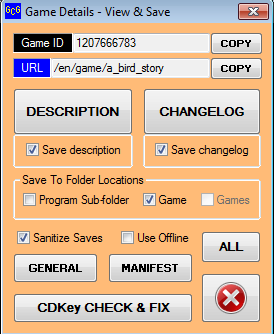 GcG Game Details - View & Save
Game ID 1207666783 COPY
URL /en/game/a_bird_story COPY
DESCRIPTION CHANGELOG
Save description Save changelog
Save To Folder Locations
Program Sub-folder Game Games
Sanitize Saves Use Offline ALL
GENERAL MANIFEST
CDKey CHECK & FIX